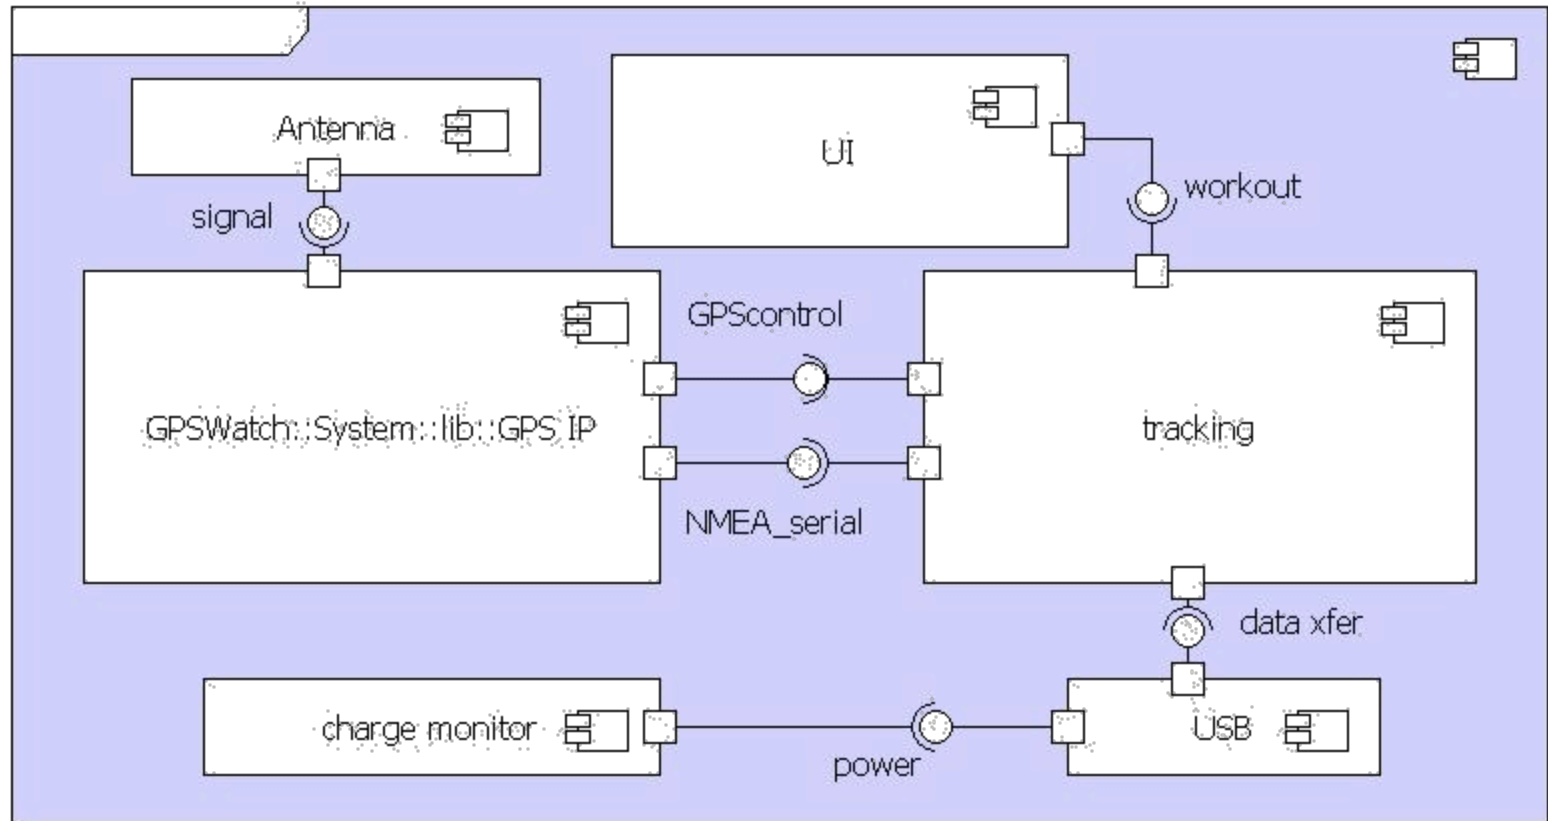 Antenna
UI
signal
workout
GPScontrol
GPSWatch::System::lib::GPS IP
tracking
NMEA_serial
data xfer
charge monitor
USB
power